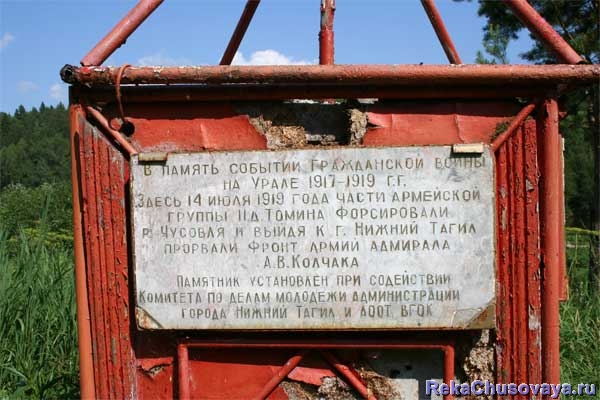 В память событий Гражданской войны
на Урале 1917-1919 г.г.
Здесь 14 июля 1919 года части армейской
группы П.Д. Томина форсировали
р. Чусовля и выйдя к г. Нижний Тагил
прорвали фронт армий адмирала
А.В. Колчака
Памятник установлен при содействии
Комитета по делам молодежи администрации
города Нижний Тагил и АООТ ВГОК
RekaChusovaya.ru